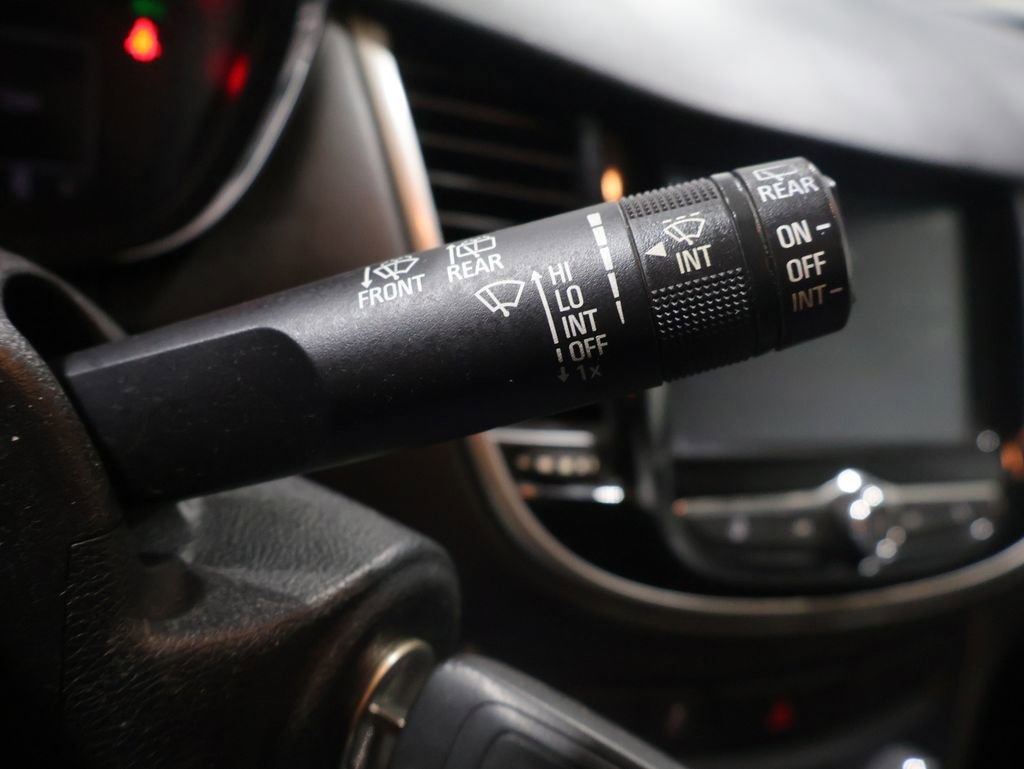 FRONT
REAR
HI
LO
INT
OFF
1x
INT
REAR
ON
OFF
INT